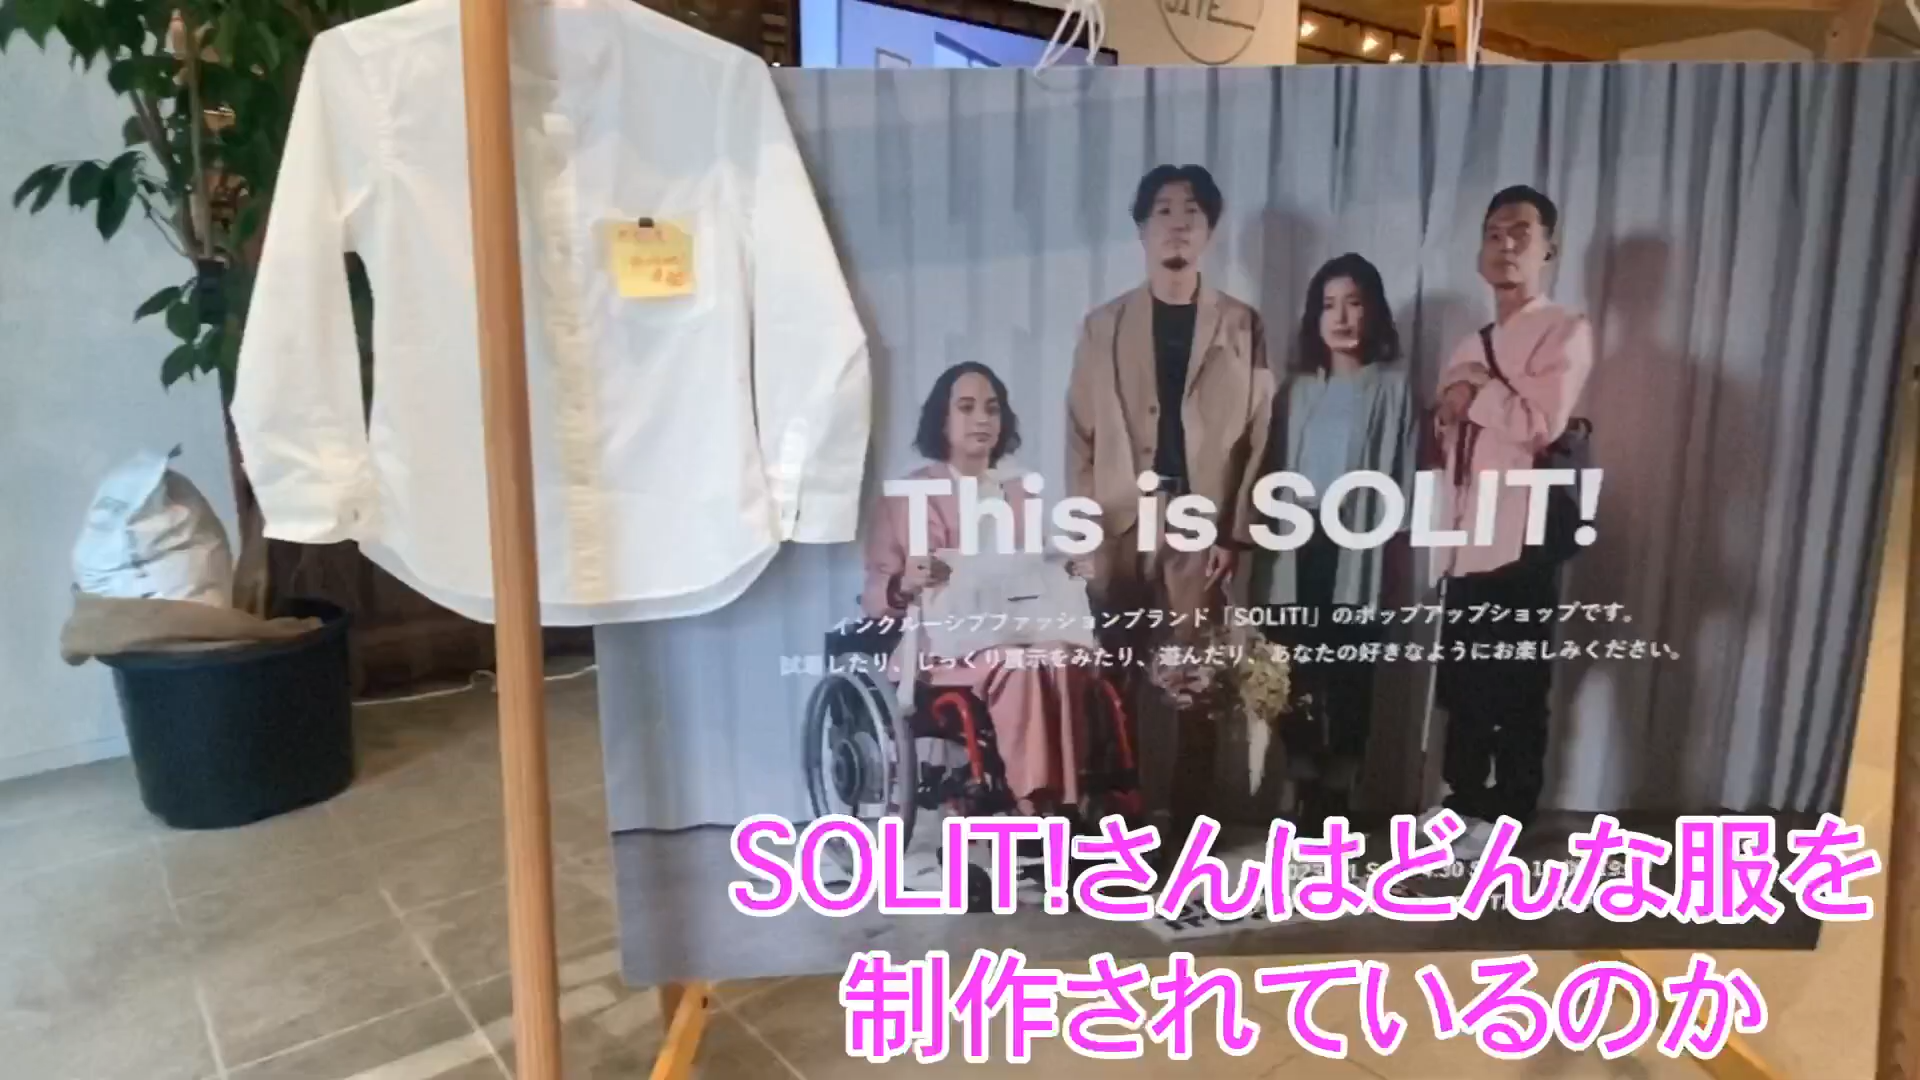 This is SOLIT!
インクルーシブファッションブランド「SOLIT!」のポップアップショップです。
試着したり、じっくり展示をみたり、遊んだり、あなたの好きなようにお楽しみください。
SOLIT!さんはどんな服を
制作されているのか